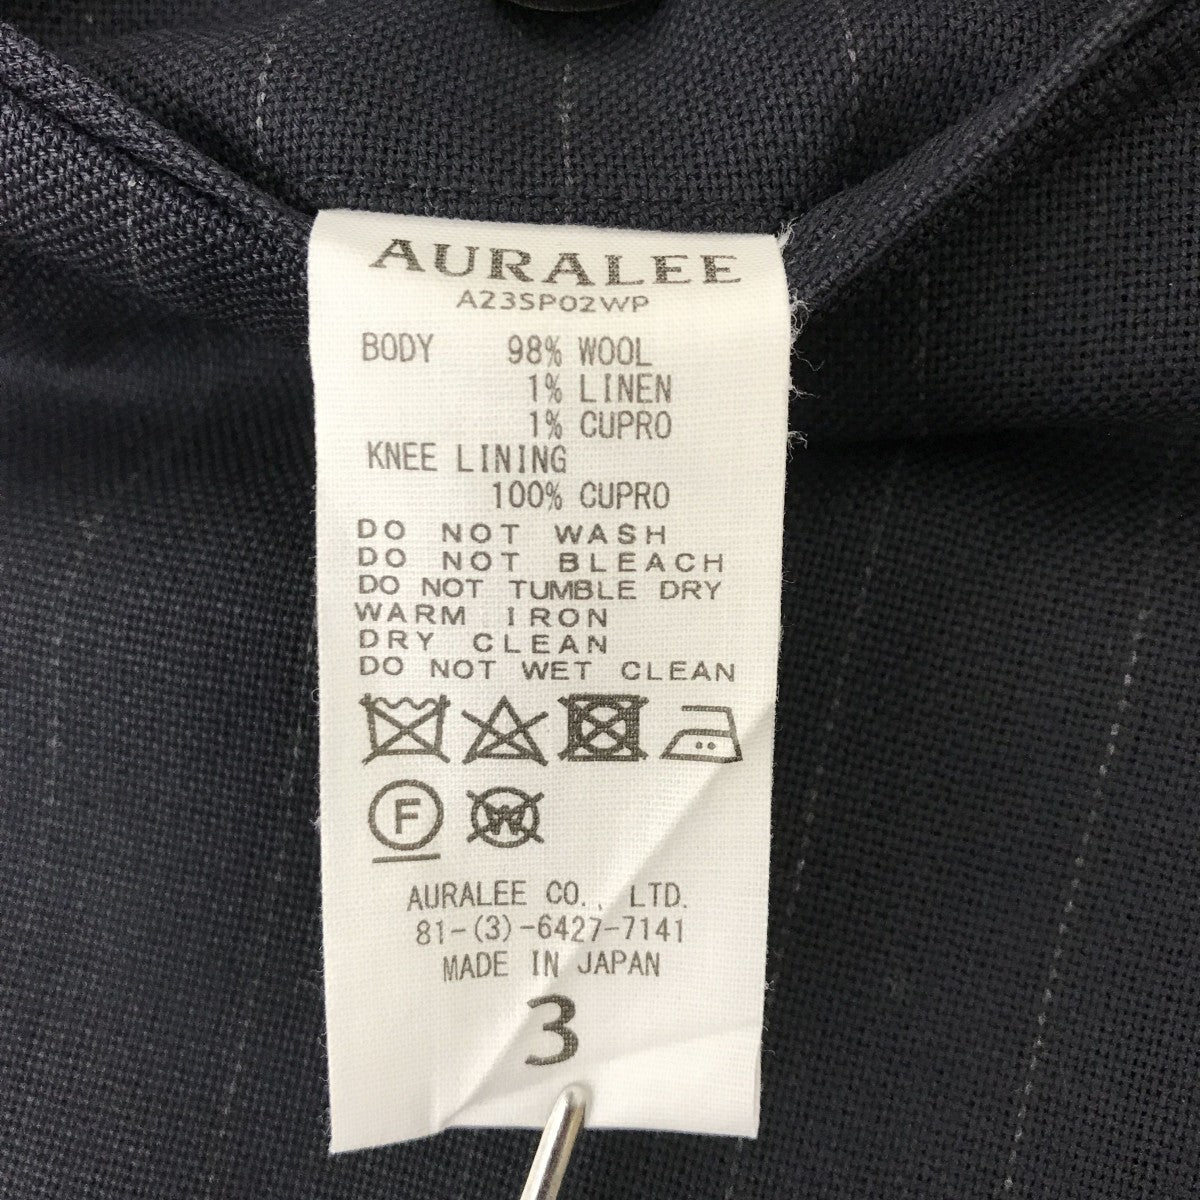 AURALEE
A23SP02WP
BODY 98% WOOL
1% LINEN
1% CUPRO
KNEE LINING
100% CUPRO
DO NOT WASH
DO NOT BLEACH
DO NOT TUMBLE DRY
WARM IRON
DRY CLEAN
DO NOT WET CLEAN
F W
AURALEE CO., LTD.
81-(3)-6427-7141
MADE IN JAPAN
3